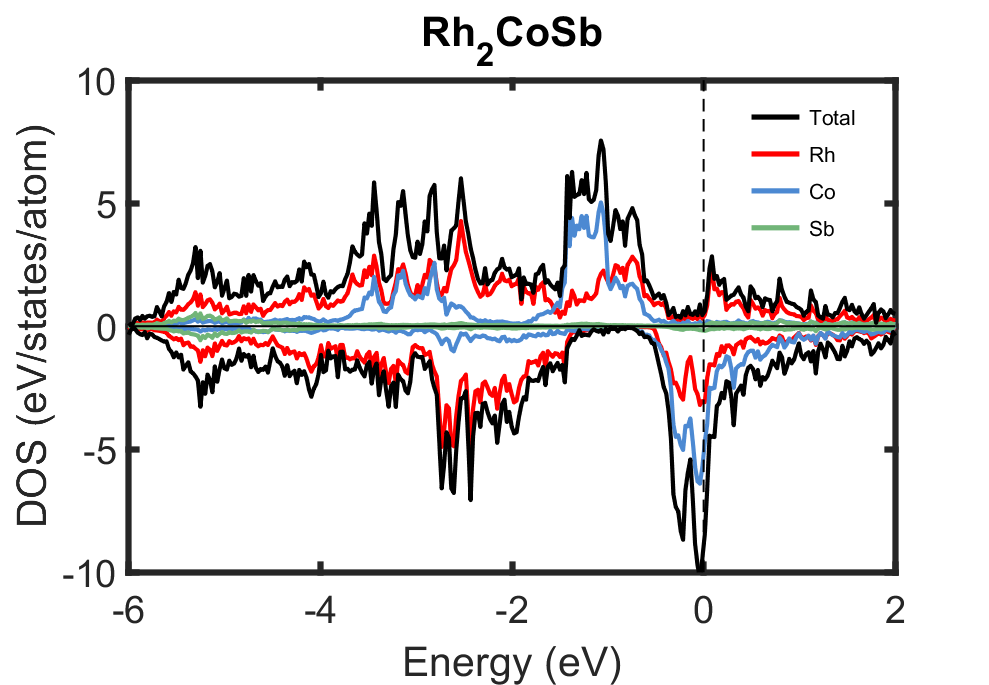 Rh₂CoSb
10
5
0
-5
-10
DOS (eV/states/atom)
Total
Rh
Co
Sb
-6 -4 -2 0 2
Energy (eV)